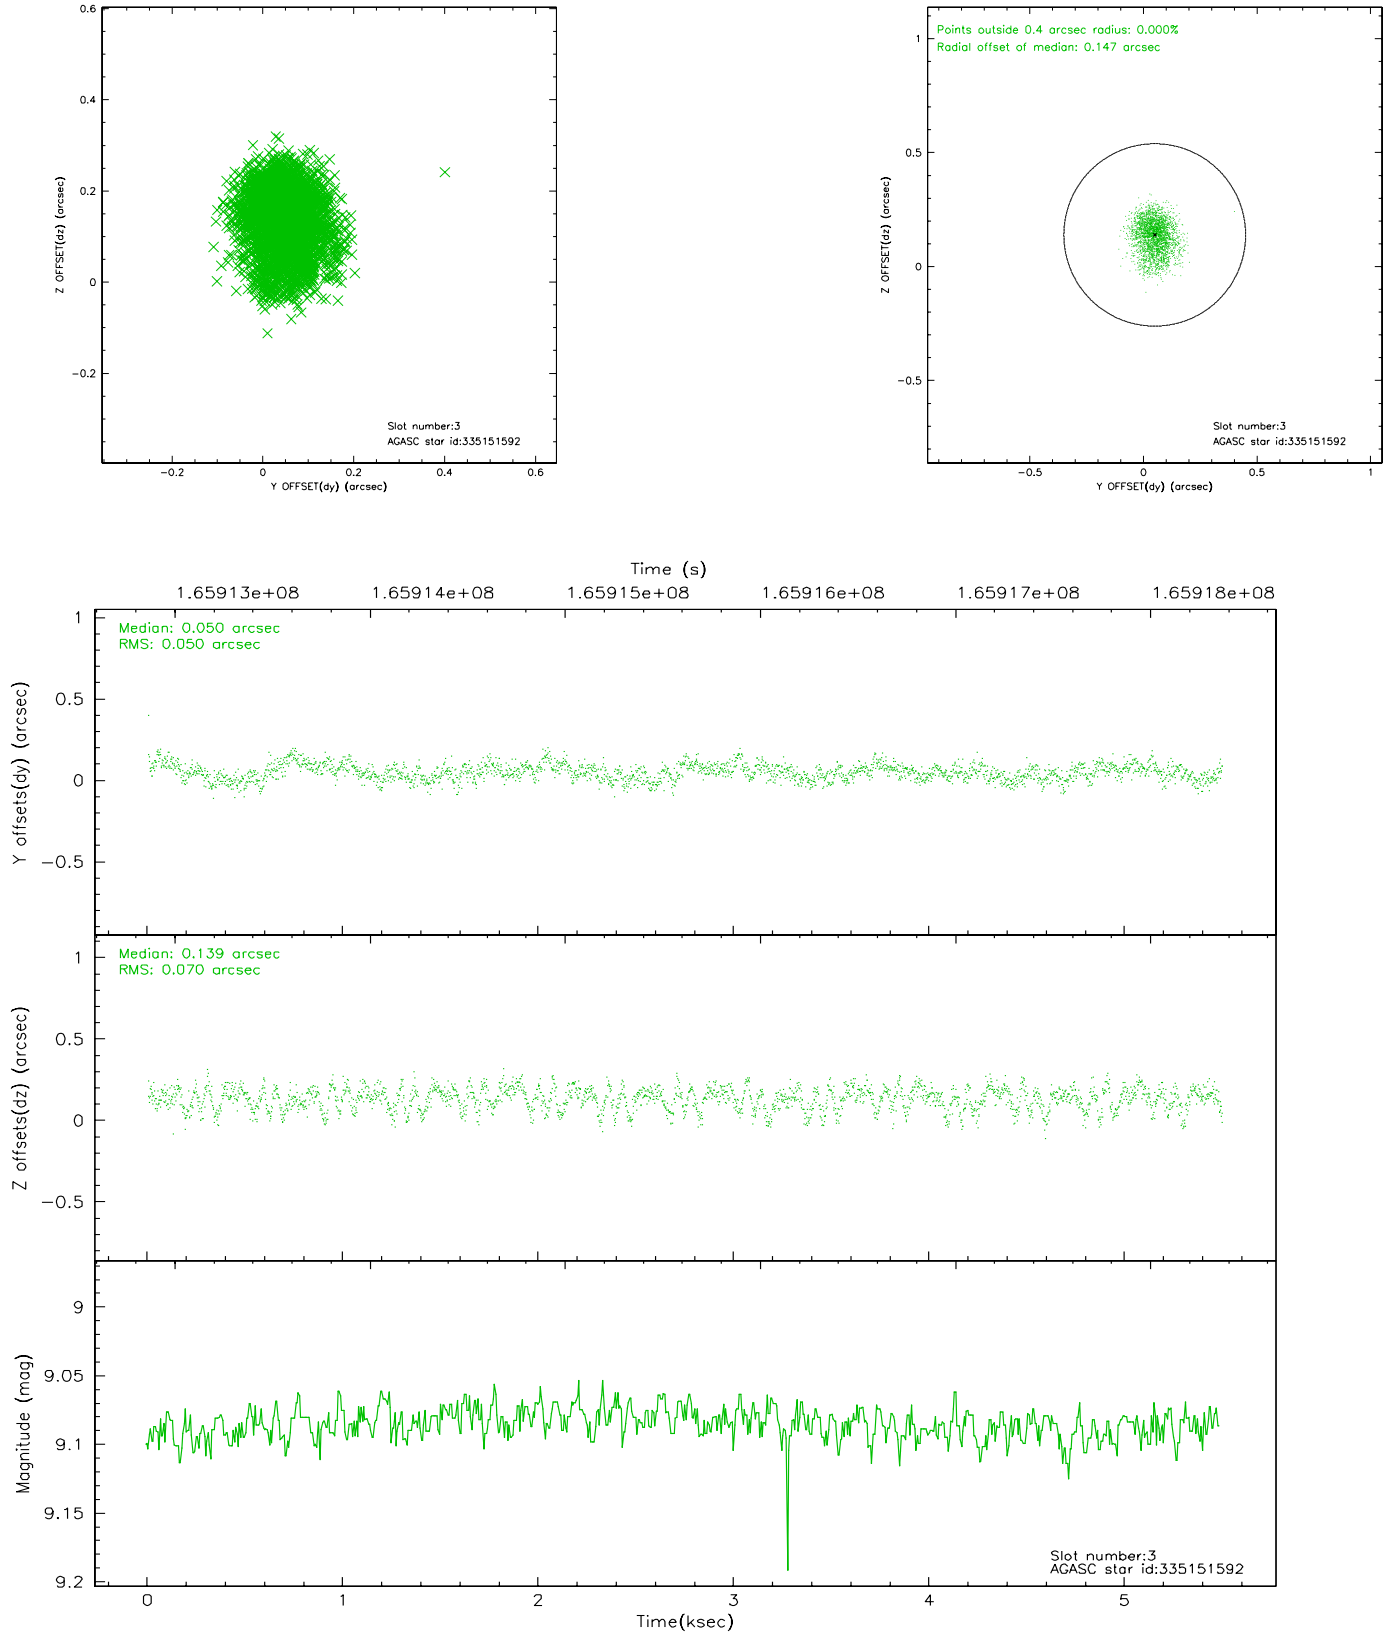 0.6
0.4
0.2
0
−0.2
Z OFFSET(dz) (arcsec)
Slot number:3
AGASC star id:335151592
−0.2 0 0.2 0.4 0.6
Y OFFSET(dy) (arcsec)
Points outside 0.4 arcsec radius: 0.000%
Radial offset of median: 0.147 arcsec
1
0.5
0
−0.5
Z OFFSET(dz) (arcsec)
Slot number:3
AGASC star id:335151592
−0.5 0 0.5 1
Y OFFSET(dy) (arcsec)
Time (s)
1.65913e+08 1.65914e+08 1.65915e+08 1.65916e+08 1.65917e+08 1.65918e+08
Median: 0.050 arcsec
RMS: 0.050 arcsec
1
0.5
0
−0.5
Y offsets(dy) (arcsec)
Median: 0.139 arcsec
RMS: 0.070 arcsec
1
0.5
0
−0.5
Z offsets(dz) (arcsec)
9
9.05
9.1
9.15
9.2
Magnitude (mag)
Slot number:3
AGASC star id:335151592
0 1 2 3 4 5
Time(ksec)